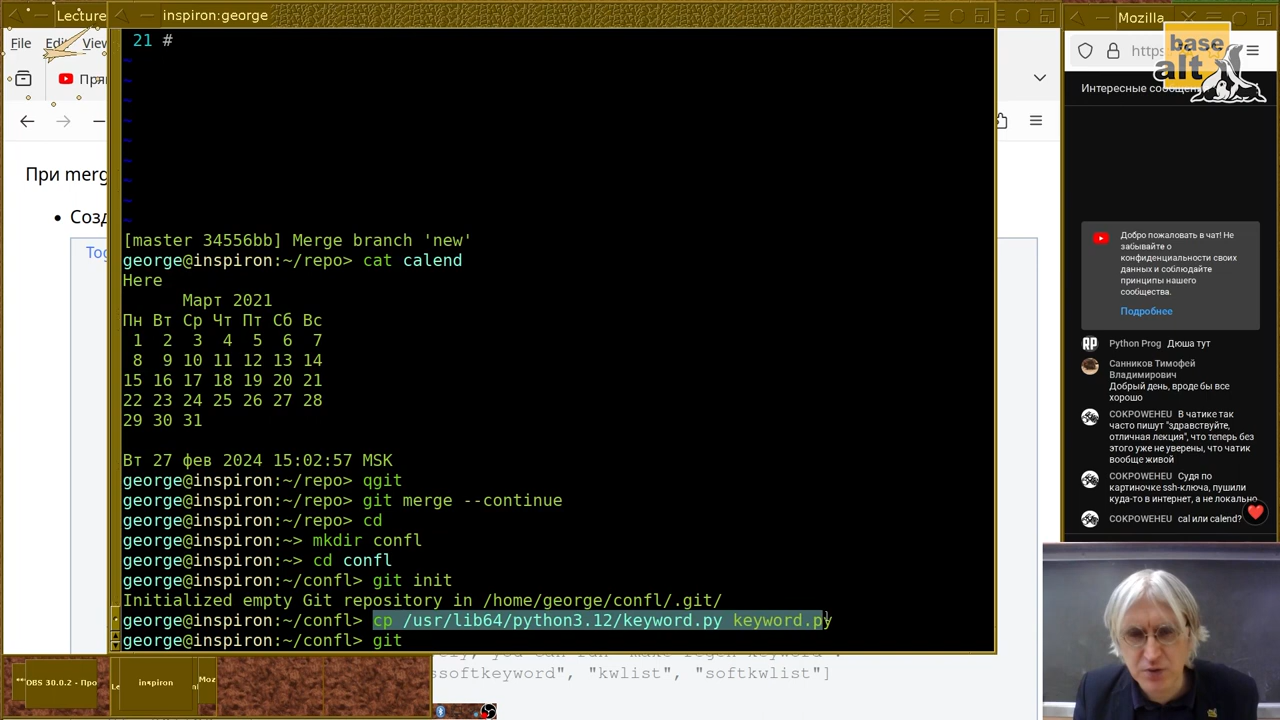 Lecture
inspiron:george
Mozilla
File Edit View
21 #
https
base
alt
Интересные сообщен
При merg
Созд
[master 34556bb] Merge branch 'new'
george@inspiron:~/repo> cat calend
Here
Март 2021
Пн Вт Ср Чт Пт Сб Вс
1 2 3 4 5 6 7
8 9 10 11 12 13 14
15 16 17 18 19 20 21
22 23 24 25 26 27 28
29 30 31
Вт 27 фев 2024 15:02:57 MSK
george@inspiron:~/repo> qgit
george@inspiron:~/repo> git merge --continue
george@inspiron:~/repo> cd
george@inspiron:~> mkdir confl
george@inspiron:~> cd confl
george@inspiron:~/confl> git init
Initialized empty Git repository in /home/george/confl/.git/
george@inspiron:~/confl> cp /usr/lib64/python3.12/keyword.py keyword.py
george@inspiron:~/confl> git
ssoftkeyword", "kwlist", "softkwlist"]
Добро пожаловать в чат! Не
забывайте о
конфиденциальности своих
данных и соблюдайте
принципы нашего
сообщества.
Подробнее
Python Prog Дюша тут
Санников Тимофей
Владимирович
Добрый день, вроде бы все
хорошо
COKPOWEHEU В чатике так
часто пишут "здравствуйте,
отличная лекция", что теперь без
этого уже не уверены, что чатик
вообще живой
COKPOWEHEU Судя по
картиночке ssh-ключа, пушили
куда-то в интернет, а не локально
COKPOWEHEU cal или calend?
OBS 30.0.2 - Про
inspiron
Moz